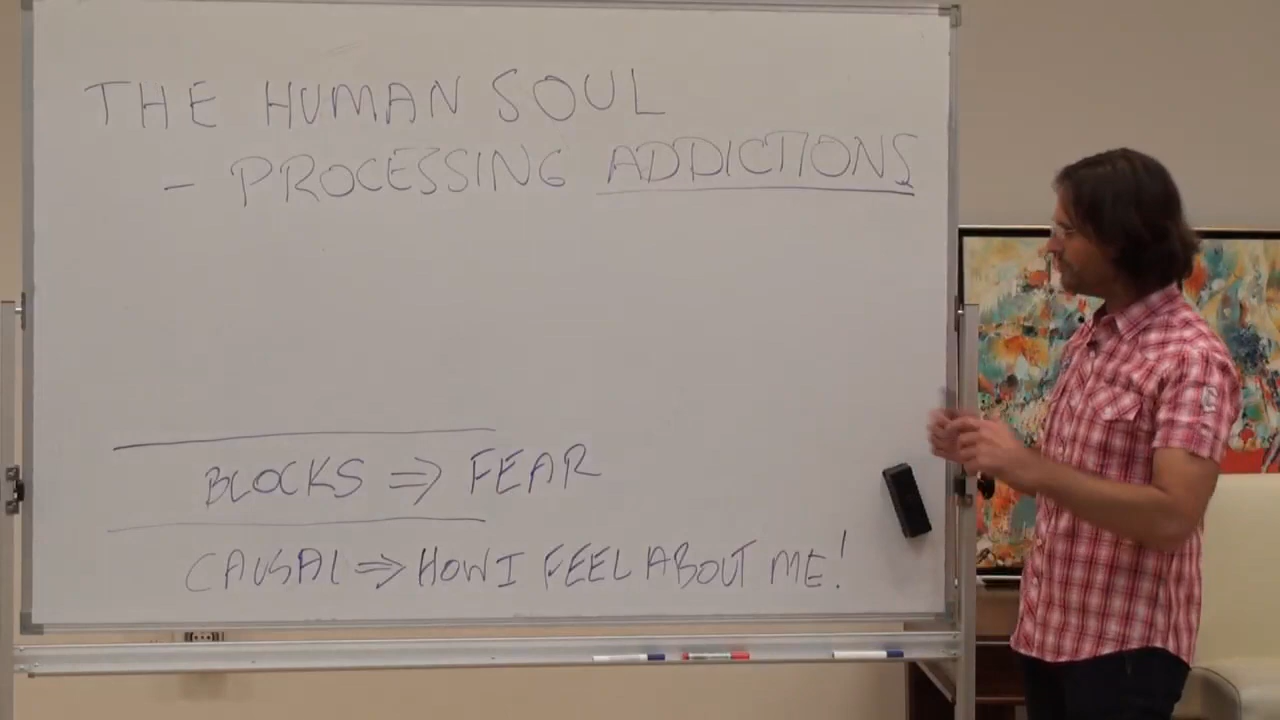 THE HUMAN SOUL
- PROCESSING ADDICTIONS
BLOCKS ⇒ FEAR
CAUSAL ⇒ HOW I FEEL ABOUT ME!